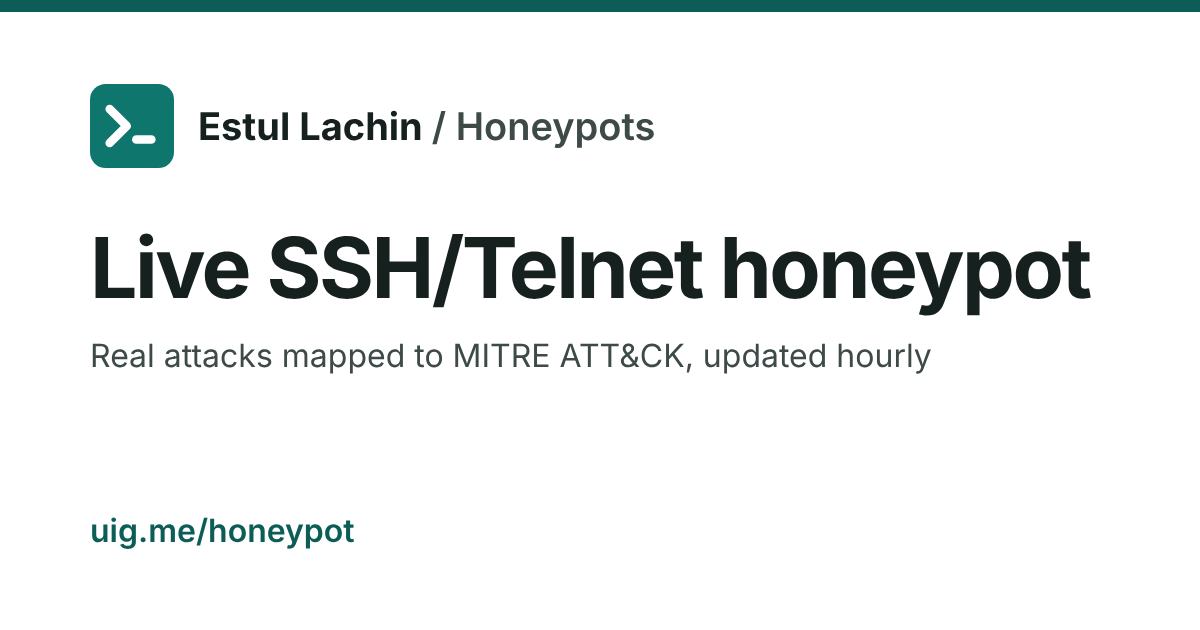 Estul Lachin / Honeypots
Live SSH/Telnet honeypot
Real attacks mapped to MITRE ATT&CK, updated hourly
uig.me/honeypot